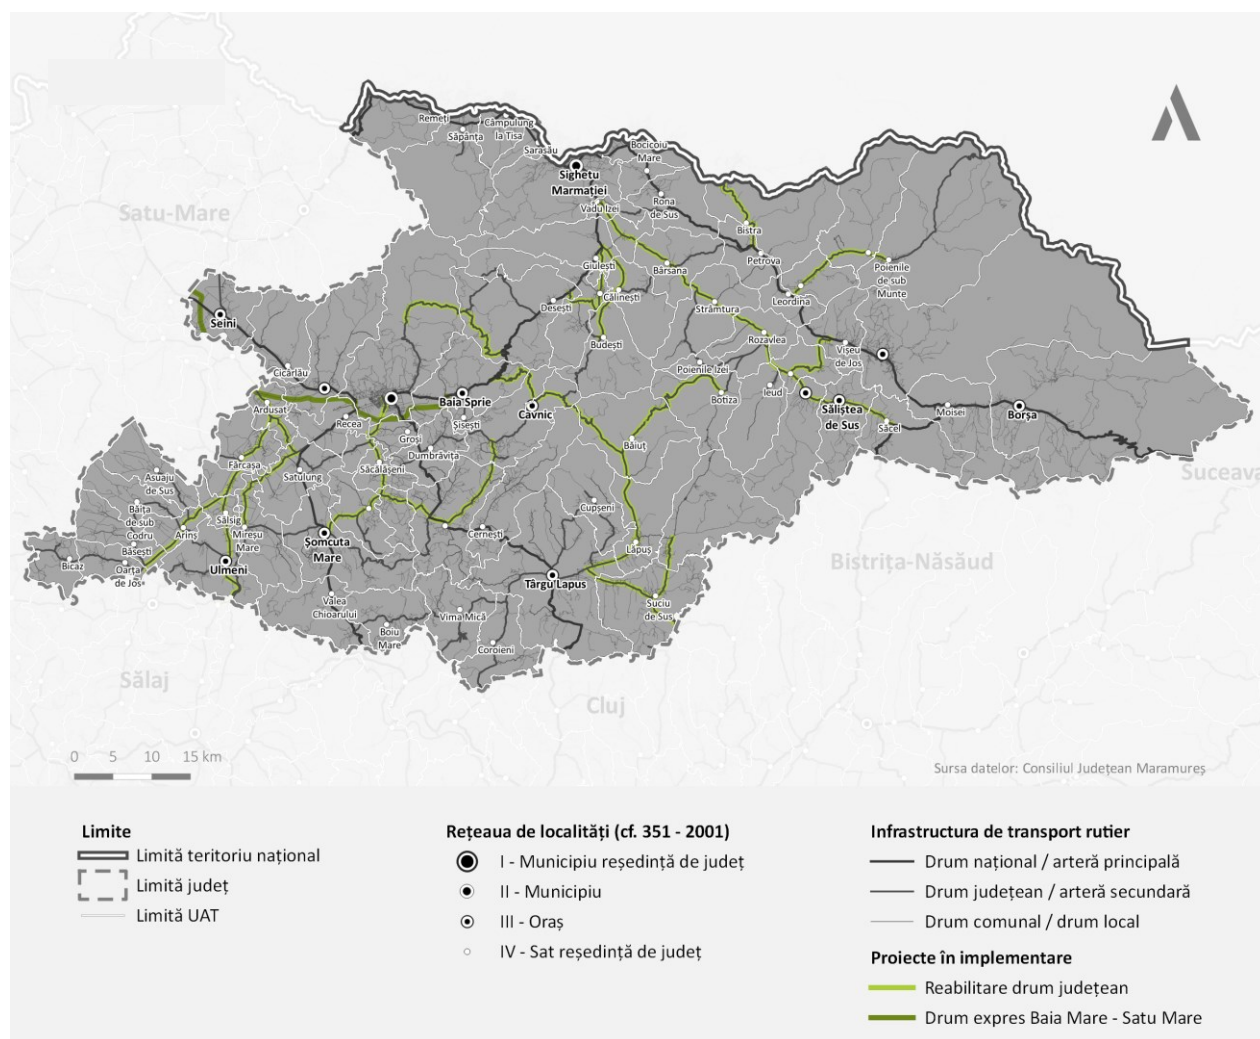 Remeți
Câmpulung
la Tisa
Săpânța
Sarasău
Bocicoiu
Mare
Sighetu
Marmației
Satu-Mare
Vadu Izei
Rona
de Sus
Bistra
Giulești
Bârsana
Petrova
Poienile
de sub
Munte
Leordina
Desești
Călinești
Strâmtura
Seini
Budești
Rozavlea
Vișeu
de Jos
Cicârlău
Poienile Izei
Ieud
Botiza
Baia Sprie
Ardusat
Recea
Șisești
Cavnic
Săliștea
de Sus
Moisei
Borșa
Săcel
Groși
Dumbrăvița
Băiuț
Fărcașa
Săcălășeni
Satulung
Asuaju
de Sus
Suceava
Băița
de sub
Codru
Cupșeni
Sălsig
Mireșu
Mare
Ariniș
Cernești
Șomcuta
Mare
Băsești
Lăpuș
Bistrița-Năsăud
Bicaz
Oarța
de Jos
Ulmeni
Târgu Lapus
Valea
Chioarului
Suciu
de Sus
Vima Mică
Boiu
Mare
Coroieni
Sălaj
Cluj
0 5 10 15 km
Sursa datelor: Consiliul Județean Maramureș
Limite
Limită teritoriu național
Limită județ
Limită UAT
Rețeaua de localități (cf. 351 - 2001)
I - Municipiu reședință de județ
II - Municipiu
III - Oraș
IV - Sat reședință de județ
Infrastructura de transport rutier
Drum național / arteră principală
Drum județean / arteră secundară
Drum comunal / drum local
Proiecte în implementare
Reabilitare drum județean
Drum expres Baia Mare - Satu Mare